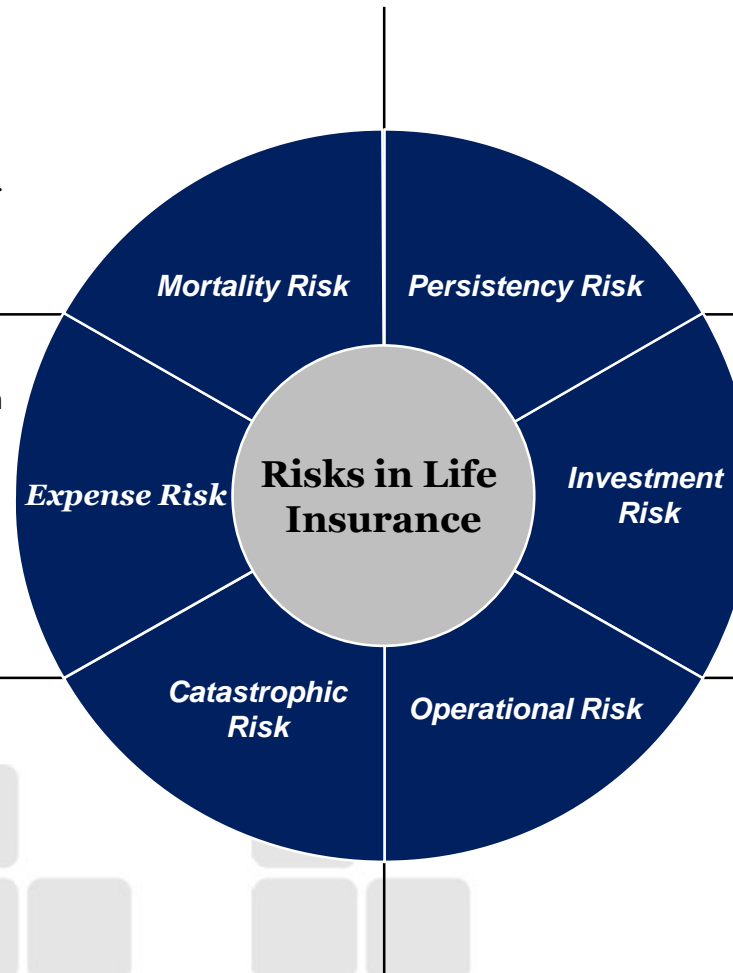 Mortality Risk
Persistency Risk
Expense Risk
Risks in Life
Insurance
Investment
Risk
Catastrophic
Risk
Operational Risk